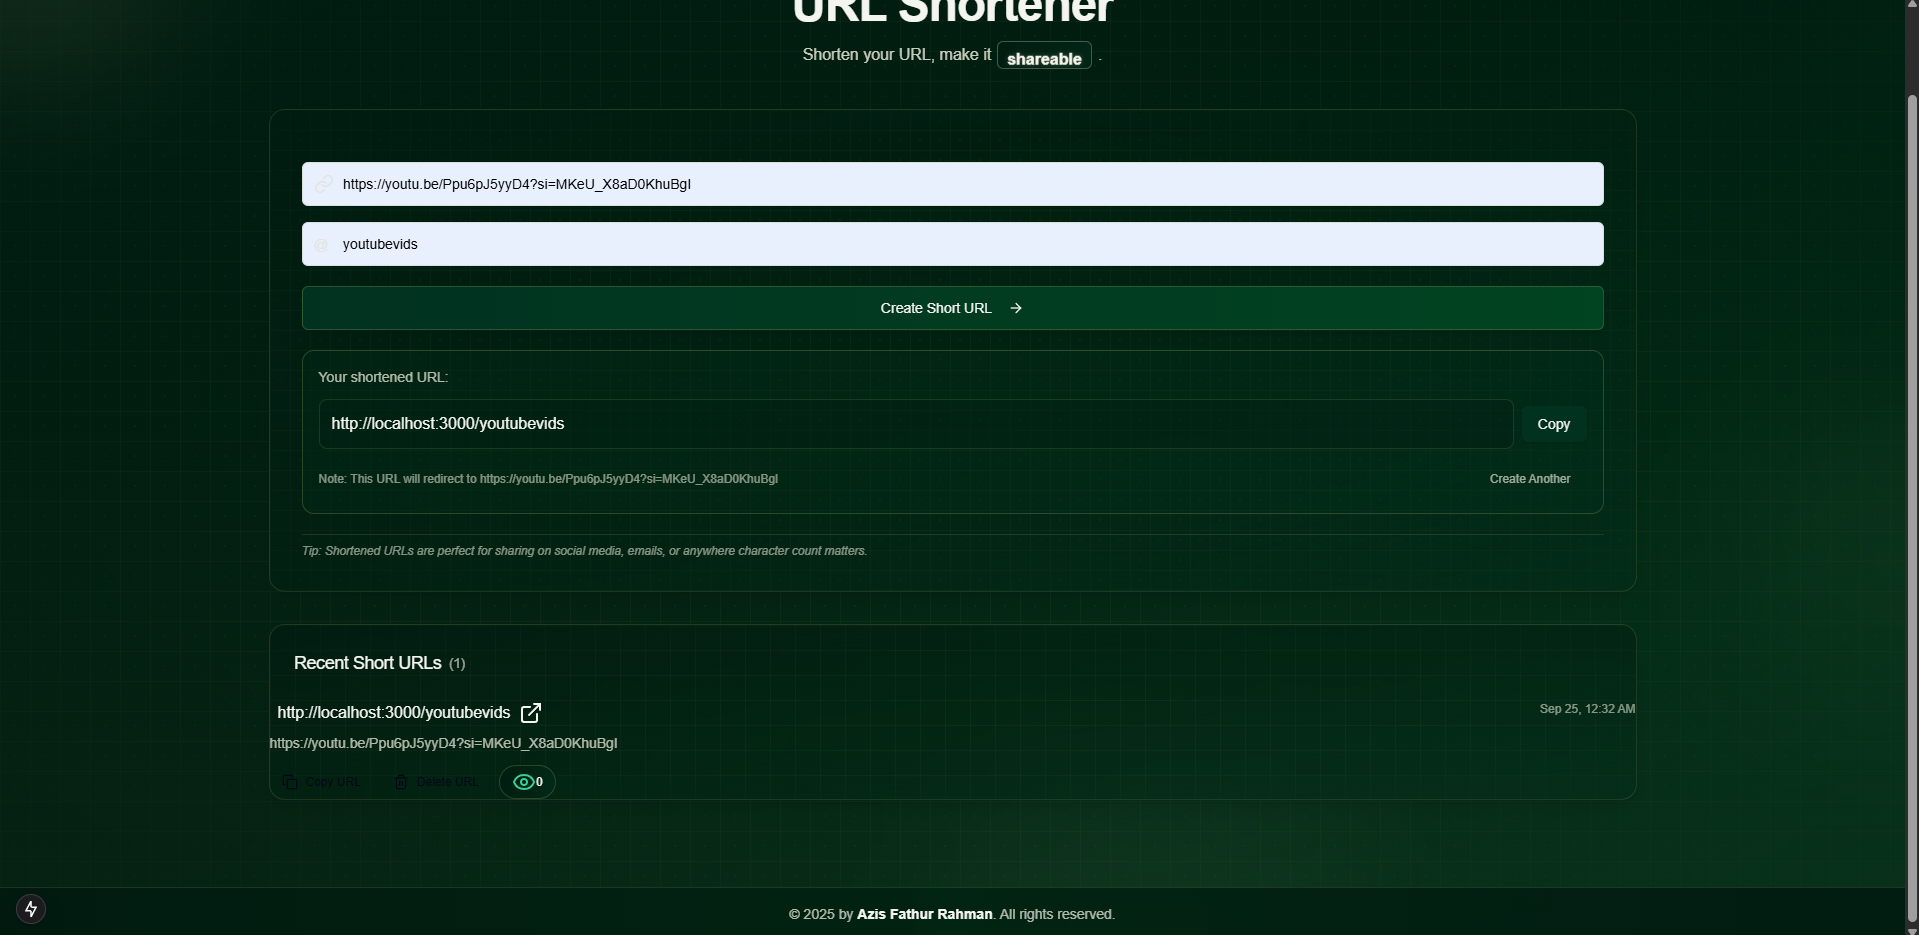 URL Shortener
Shorten your URL, make it shareable .
https://youtu.be/Ppu6pJ5yyD4?si=MKeU_X8aD0KhuBgI
@ youtubevids
Create Short URL →
Your shortened URL:
http://localhost:3000/youtubevids
Copy
Note: This URL will redirect to https://youtu.be/Ppu6pJ5yyD4?si=MKeU_X8aD0KhuBgI
Create Another
Tip: Shortened URLs are perfect for sharing on social media, emails, or anywhere character count matters.
Recent Short URLs (1)
http://localhost:3000/youtubevids
Sep 25, 12:32 AM
https://youtu.be/Ppu6pJ5yyD4?si=MKeU_X8aD0KhuBgI
Copy URL Delete URL 0
© 2025 by Azis Fathur Rahman. All rights reserved.